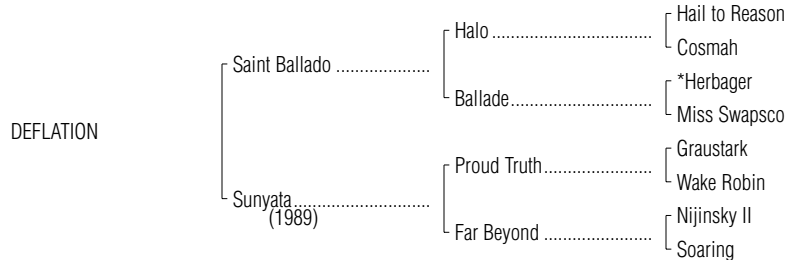 Hail to Reason
Halo ................................
Cosmah
Saint Ballado ...................
*Herbager
Ballade............................
Miss Swapsco
DEFLATION
Graustark
Proud Truth.....................
Wake Robin
Sunyata...........................
(1989)
Nijinsky II
Far Beyond .....................
Soaring